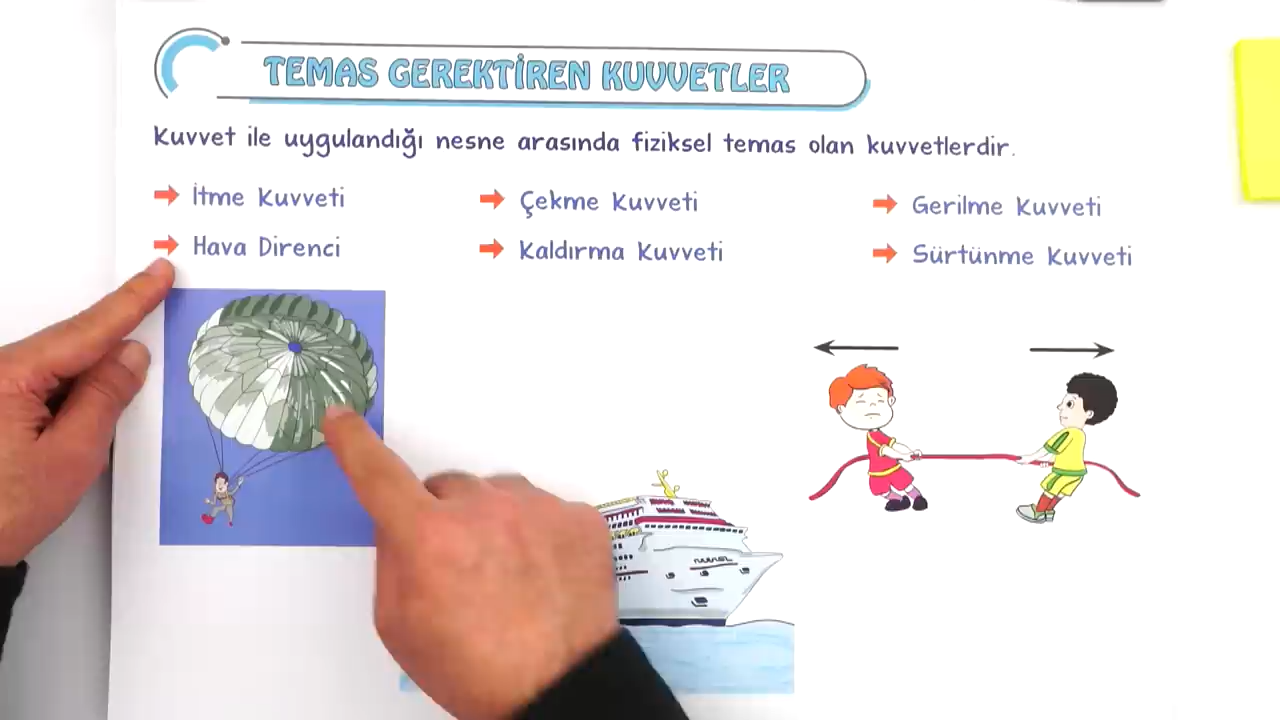 TEMAS GEREKTİREN KUVVETLER
Kuvvet ile uygulandığı nesne arasında fiziksel temas olan kuvvetlerdir.
İtme Kuvveti
Çekme Kuvveti
Gerilme Kuvveti
Hava Direnci
Kaldırma Kuvveti
Sürtünme Kuvveti